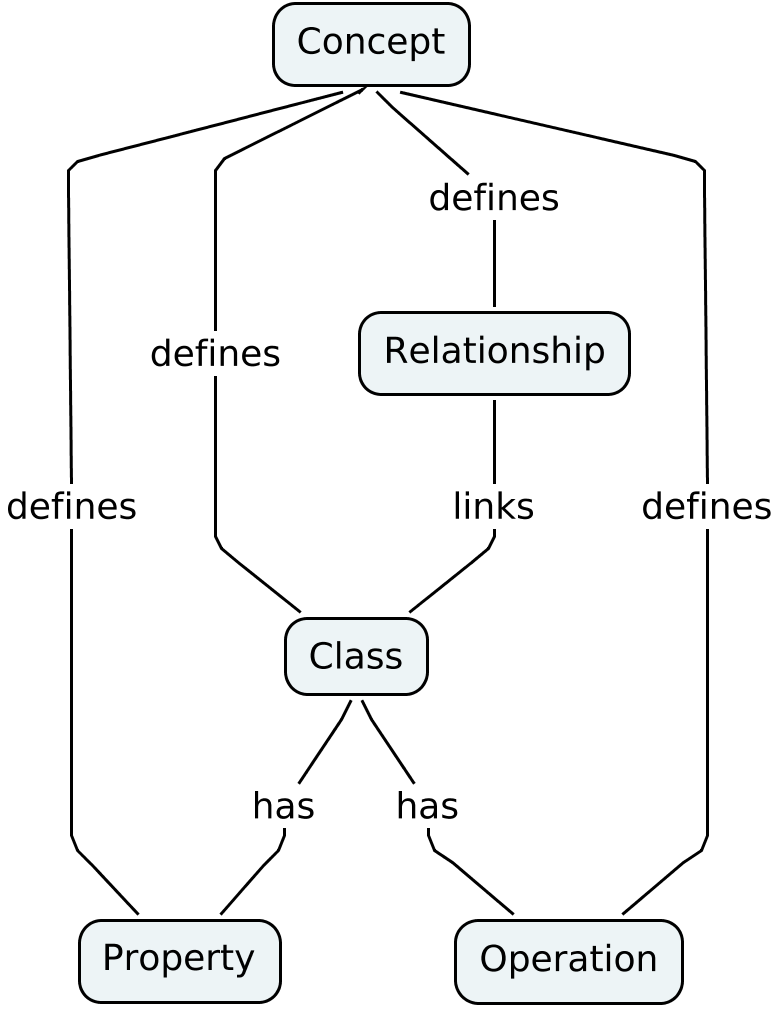 Concept
defines
Relationship
defines
defines
links
defines
Class
has
has
Property
Operation